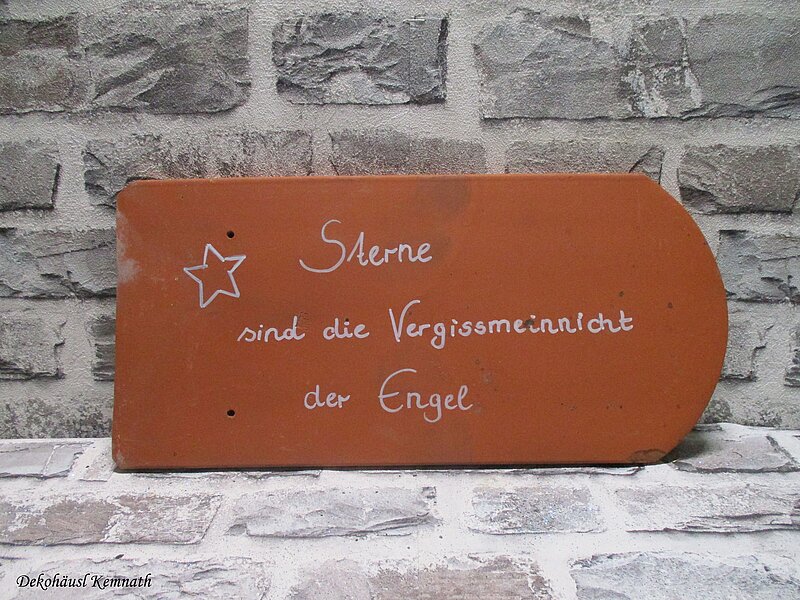 Sterne
sind die Vergissmeinnicht
der Engel
Dekohäusl Kemnath